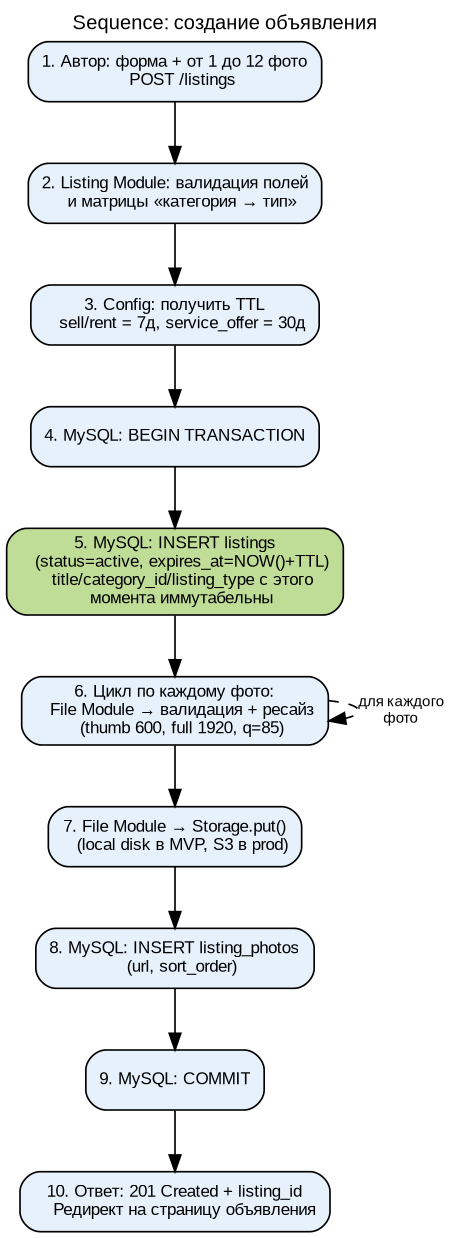 Sequence: создание объявления
1. Автор: форма + от 1 до 12 фото
POST /listings
2. Listing Module: валидация полей
и матрицы «категория → тип»
3. Config: получить TTL
sell/rent = 7д, service_offer = 30д
4. MySQL: BEGIN TRANSACTION
5. MySQL: INSERT listings
(status=active, expires_at=NOW()+TTL)
title/category_id/listing_type с этого
момента иммутабельны
6. Цикл по каждому фото:
File Module → валидация + ресайз
(thumb 600, full 1920, q=85)
для каждого
фото
7. File Module → Storage.put()
(local disk в MVP, S3 в prod)
8. MySQL: INSERT listing_photos
(url, sort_order)
9. MySQL: COMMIT
10. Ответ: 201 Created + listing_id
Редирект на страницу объявления